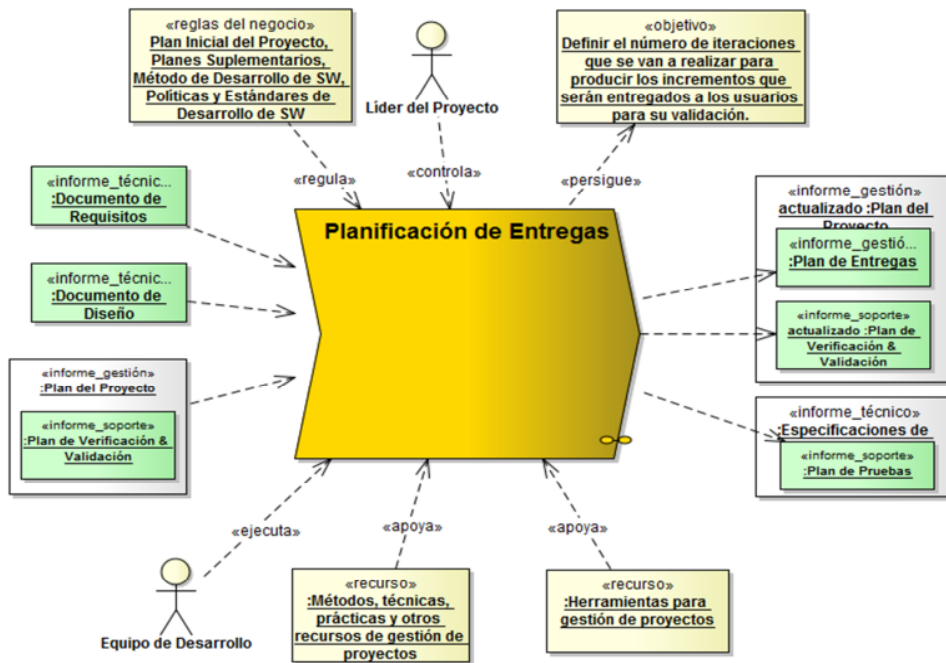 «reglas del negocio»
Plan Inicial del Proyecto,
Planes Suplementarios,
Método de Desarrollo de SW,
Políticas y Estándares de
Desarrollo de SW
Líder del Proyecto
«objetivo»
Definir el número de iteraciones
que se van a realizar para
producir los incrementos que
serán entregados a los usuarios
para su validación.
«regula»
«controla»
«persigue»
«informe_técnic...
:Documento de
Requisitos
«informe_técnic...
:Documento de
Diseño
«informe_gestión»
:Plan del Proyecto
«informe_soporte»
:Plan de Verificación &
Validación
Planificación de Entregas
«informe_gestión»
actualizado :Plan del
Proyecto
«informe_gestió...
:Plan de Entregas
«informe_soporte»
actualizado :Plan de
Verificación &
Validación
«informe_técnico»
:Especificaciones de
«informe_soporte»
:Plan de Pruebas
«ejecuta»
«apoya»
«apoya»
Equipo de Desarrollo
«recurso»
:Métodos, técnicas,
prácticas y otros
recursos de gestión de
proyectos
«recurso»
:Herramientas para
gestión de proyectos